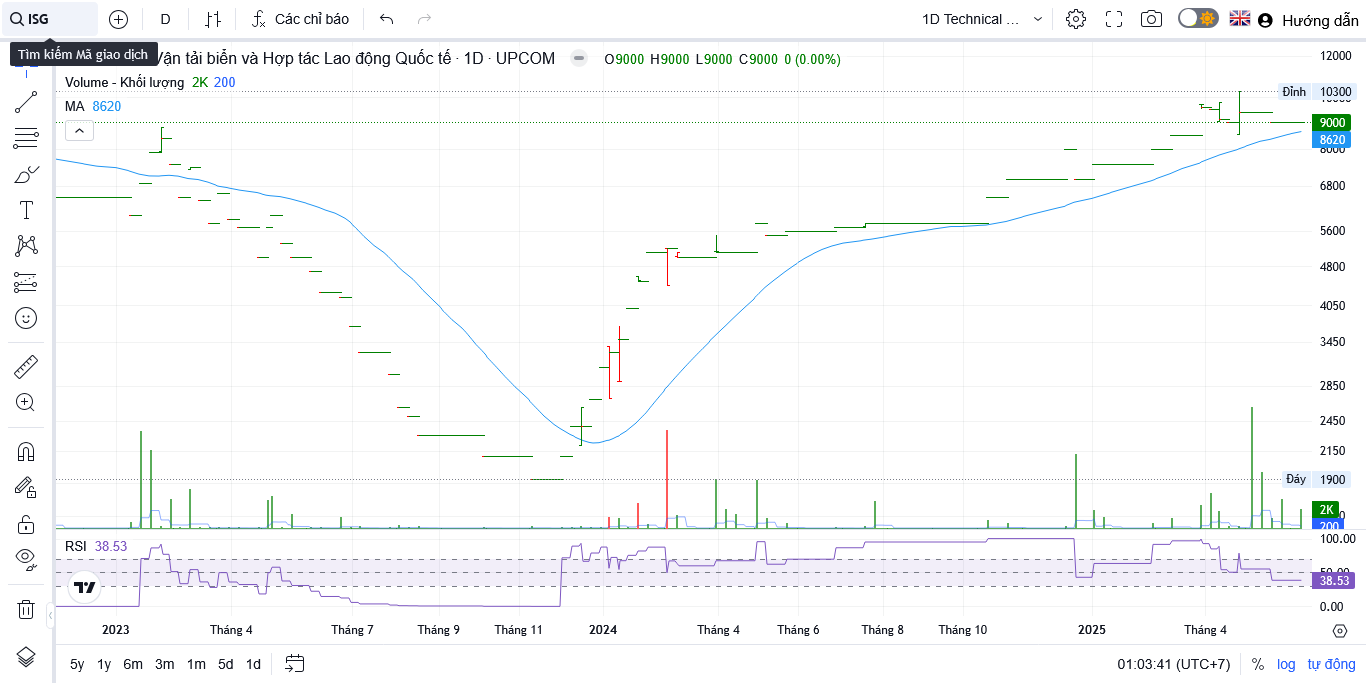 ISG
D
Các chỉ báo
1D Technical ...
Hướng dẫn
Tìm kiếm Mã giao dịch
Vận tải biển và Hợp tác Lao động Quốc tế · 1D · UPCOM
O9000 H9000 L9000 C9000 0 (0.00%)
Volume - Khối lượng 2K 200
MA 8620
12000
Đỉnh 10300
9000
8620
8000
6800
5600
4800
4050
3450
2850
2450
2150
Đáy 1900
2K
200
RSI 38.53
100.00
50.00
38.53
0.00
2023 Tháng 4 Tháng 7 Tháng 9 Tháng 11 2024 Tháng 4 Tháng 6 Tháng 8 Tháng 10 2025 Tháng 4
5y 1y 6m 3m 1m 5d 1d
01:03:41 (UTC+7) % log tự động